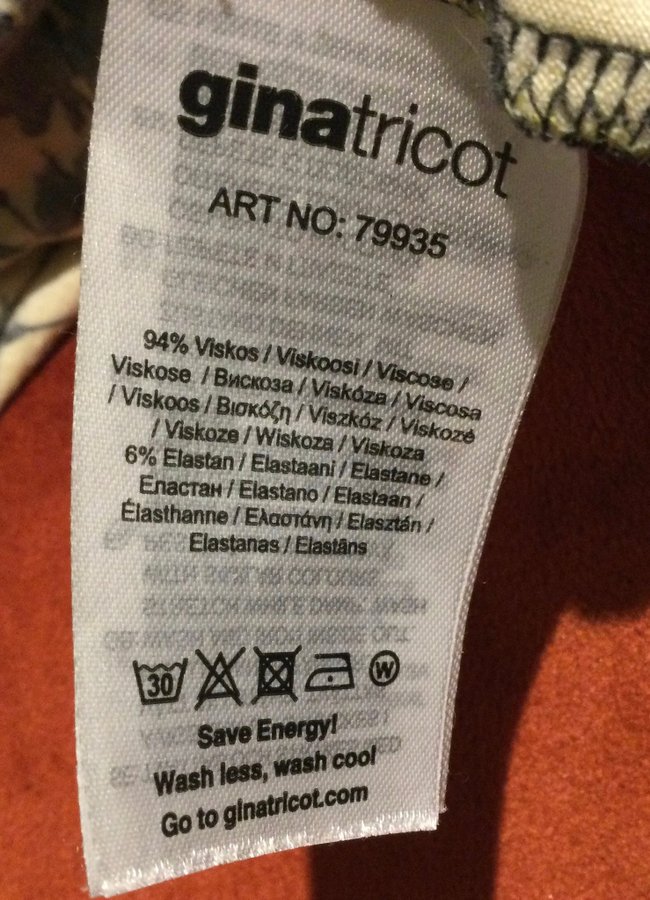 ginatricot
ART NO: 79935
94% Viskos / Viskoosi / Viscose /
Viskose / Вискоза / Viskóza / Viscosa
/ Viskoos / Βισκόζη / Viszkóz / Viskozé
/ Viskoze / Wiskoza / Viskoza
6% Elastan / Elastaani / Elastane /
Еластан / Elastano / Elastaan /
Élasthanne / Ελαστάνη / Elasztán /
Elastanas / Elastāns
30 W
Save Energy!
Wash less, wash cool
Go to ginatricot.com